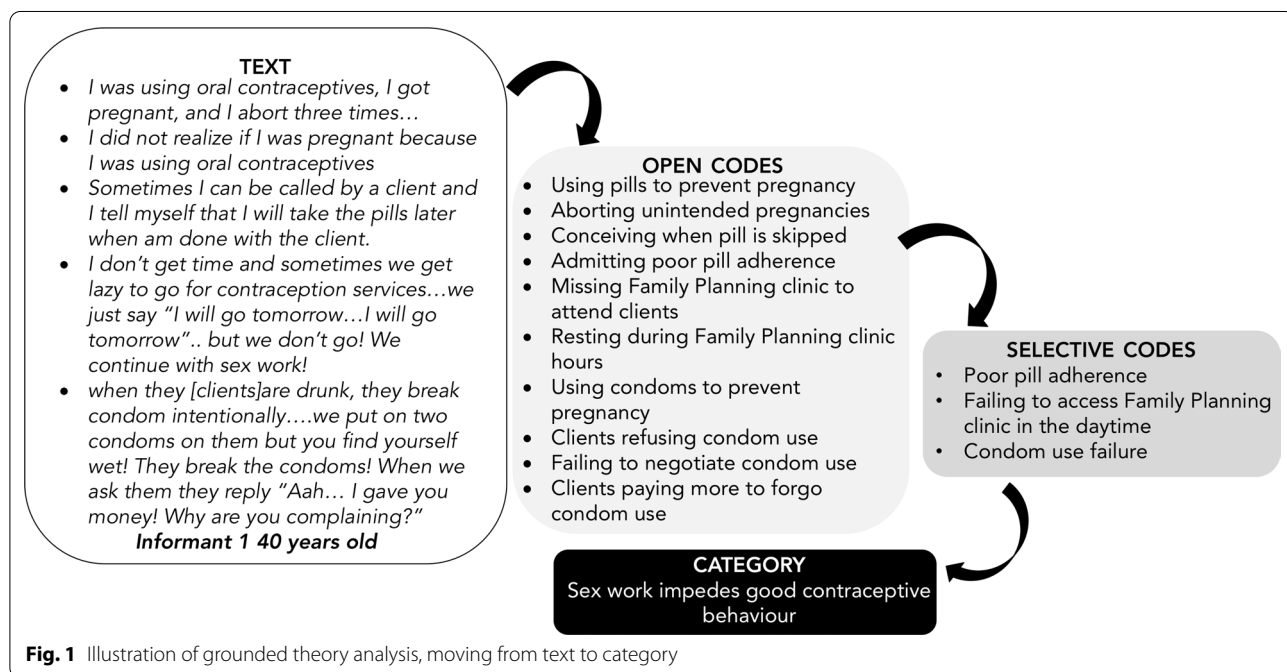 TEXT
• I was using oral contraceptives, I got
pregnant, and I abort three times…
• I did not realize if I was pregnant because
I was using oral contraceptives
• Sometimes I can be called by a client and
I tell myself that I will take the pills later
when am done with the client.
• I don’t get time and sometimes we get
lazy to go for contraception services…we
just say “I will go tomorrow…I will go
tomorrow”.. but we don’t go! We
continue with sex work!
• when they [clients]are drunk, they break
condom intentionally….we put on two
condoms on them but you find yourself
wet! They break the condoms! When we
ask them they reply “Aah… I gave you
money! Why are you complaining?”
Informant 1 40 years old
OPEN CODES
• Using pills to prevent pregnancy
• Aborting unintended pregnancies
• Conceiving when pill is skipped
• Admitting poor pill adherence
• Missing Family Planning clinic to
attend clients
• Resting during Family Planning clinic
hours
• Using condoms to prevent
pregnancy
• Clients refusing condom use
• Failing to negotiate condom use
• Clients paying more to forgo
condom use
SELECTIVE CODES
• Poor pill adherence
• Failing to access Family Planning
clinic in the daytime
• Condom use failure
CATEGORY
Sex work impedes good contraceptive
behaviour
Fig. 1 Illustration of grounded theory analysis, moving from text to category